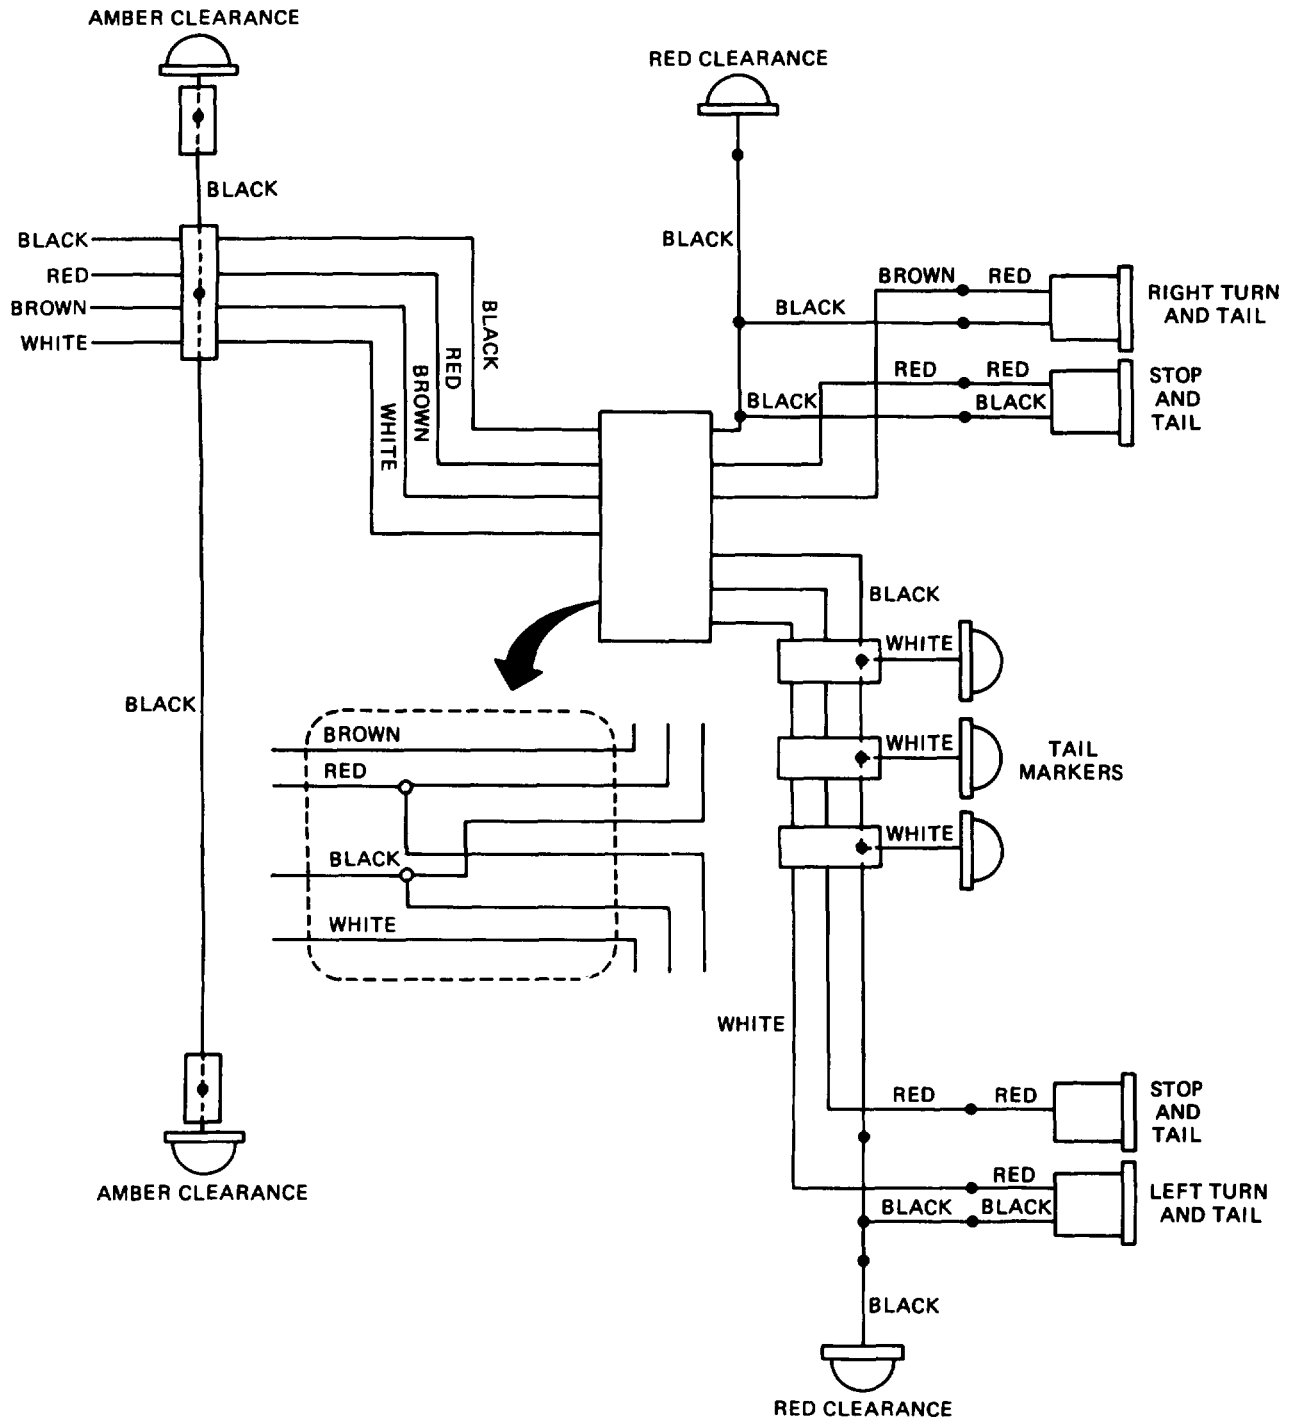 AMBER CLEARANCE
RED CLEARANCE
BLACK
BLACK
RED
BROWN
WHITE
BLACK
RED
BROWN
WHITE
BLACK
BLACK
BROWN RED
RIGHT TURN
AND TAIL
RED RED
BLACK BLACK
STOP
AND
TAIL
BLACK
WHITE
WHITE
WHITE
TAIL
MARKERS
BLACK
BROWN
RED
BLACK
WHITE
WHITE
RED RED
STOP
AND
TAIL
RED
BLACK BLACK
LEFT TURN
AND TAIL
BLACK
AMBER CLEARANCE
RED CLEARANCE